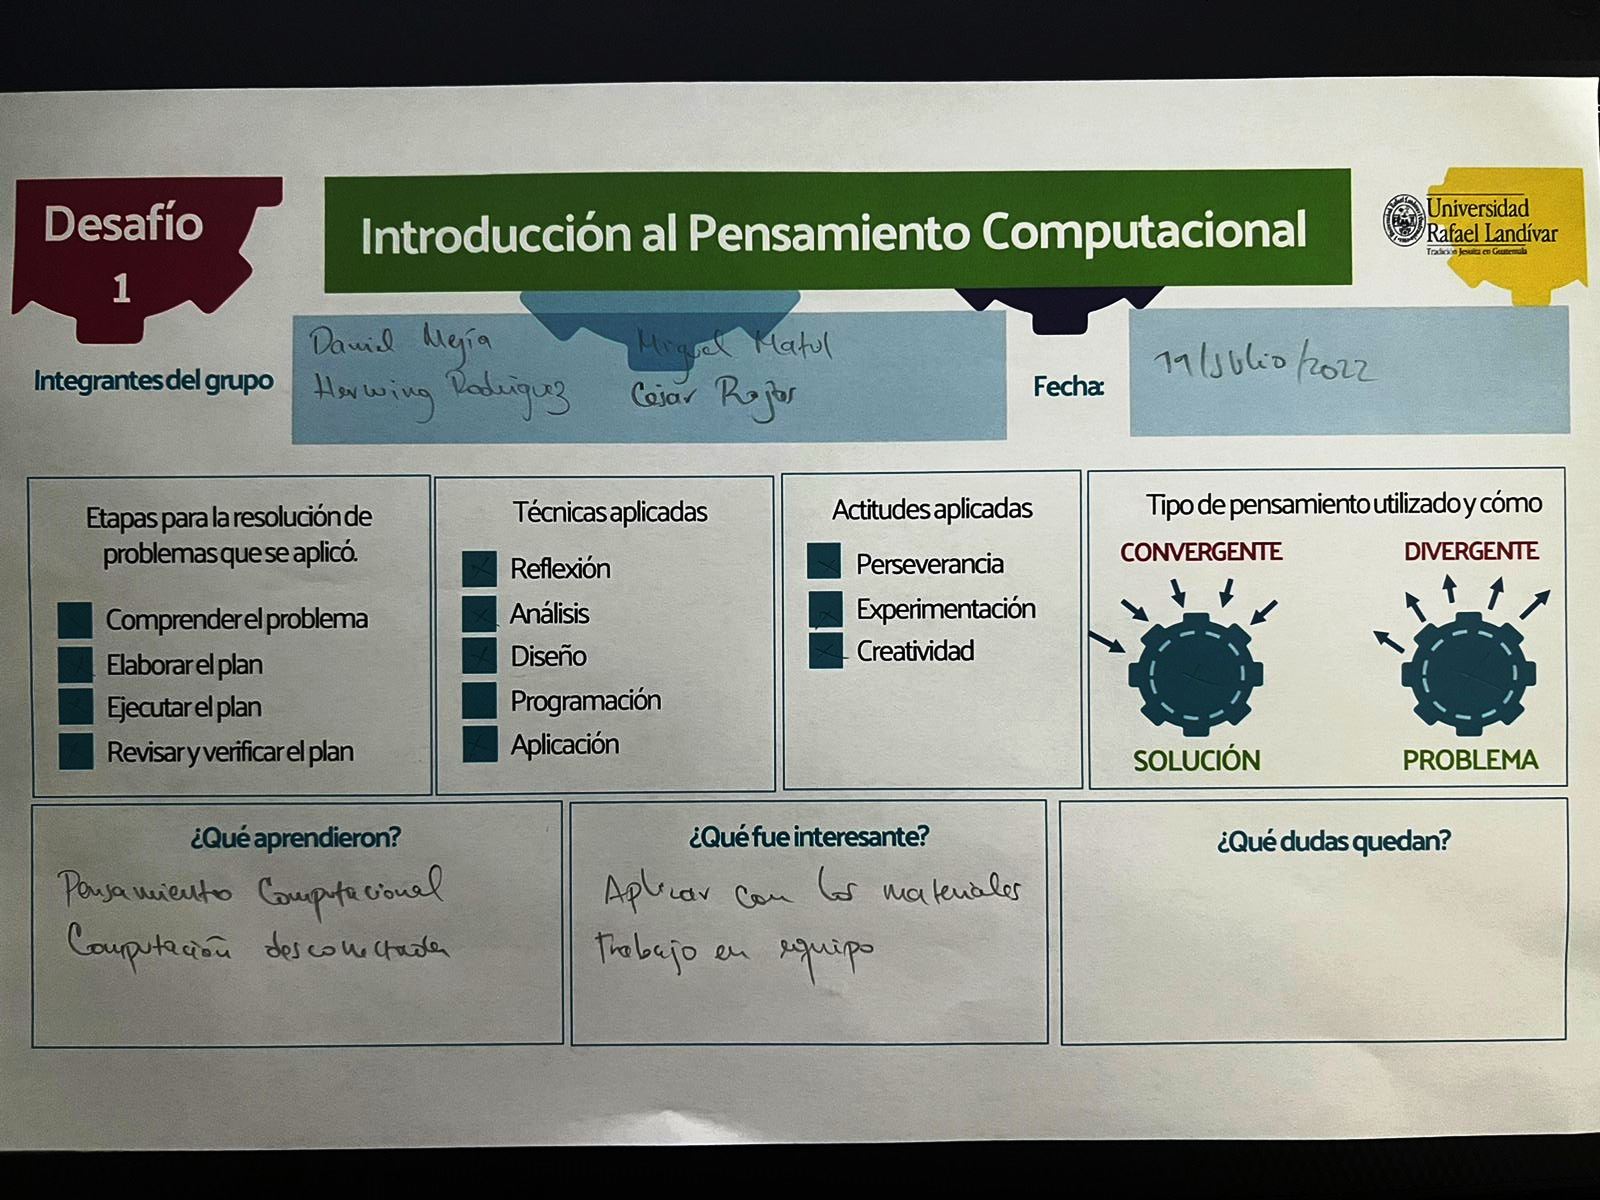 Desafío
1
Introducción al Pensamiento Computacional
Universidad
Rafael Landívar
Tradición Jesuita en Guatemala
Integrantes del grupo
Daniel Mejía Miguel Matul
Herwing Rodríguez César Rojas
Fecha:
19/Julio/2022
Etapas para la resolución de
problemas que se aplicó.
Comprender el problema
Elaborar el plan
Ejecutar el plan
Revisar y verificar el plan
Técnicas aplicadas
Reflexión
Análisis
Diseño
Programación
Aplicación
Actitudes aplicadas
Perseverancia
Experimentación
Creatividad
Tipo de pensamiento utilizado y cómo
CONVERGENTE
SOLUCIÓN
DIVERGENTE
PROBLEMA
¿Qué aprendieron?
Pensamiento Computacional
Computación desconectada
¿Qué fue interesante?
Aplicar con los materiales
trabajo en equipo
¿Qué dudas quedan?